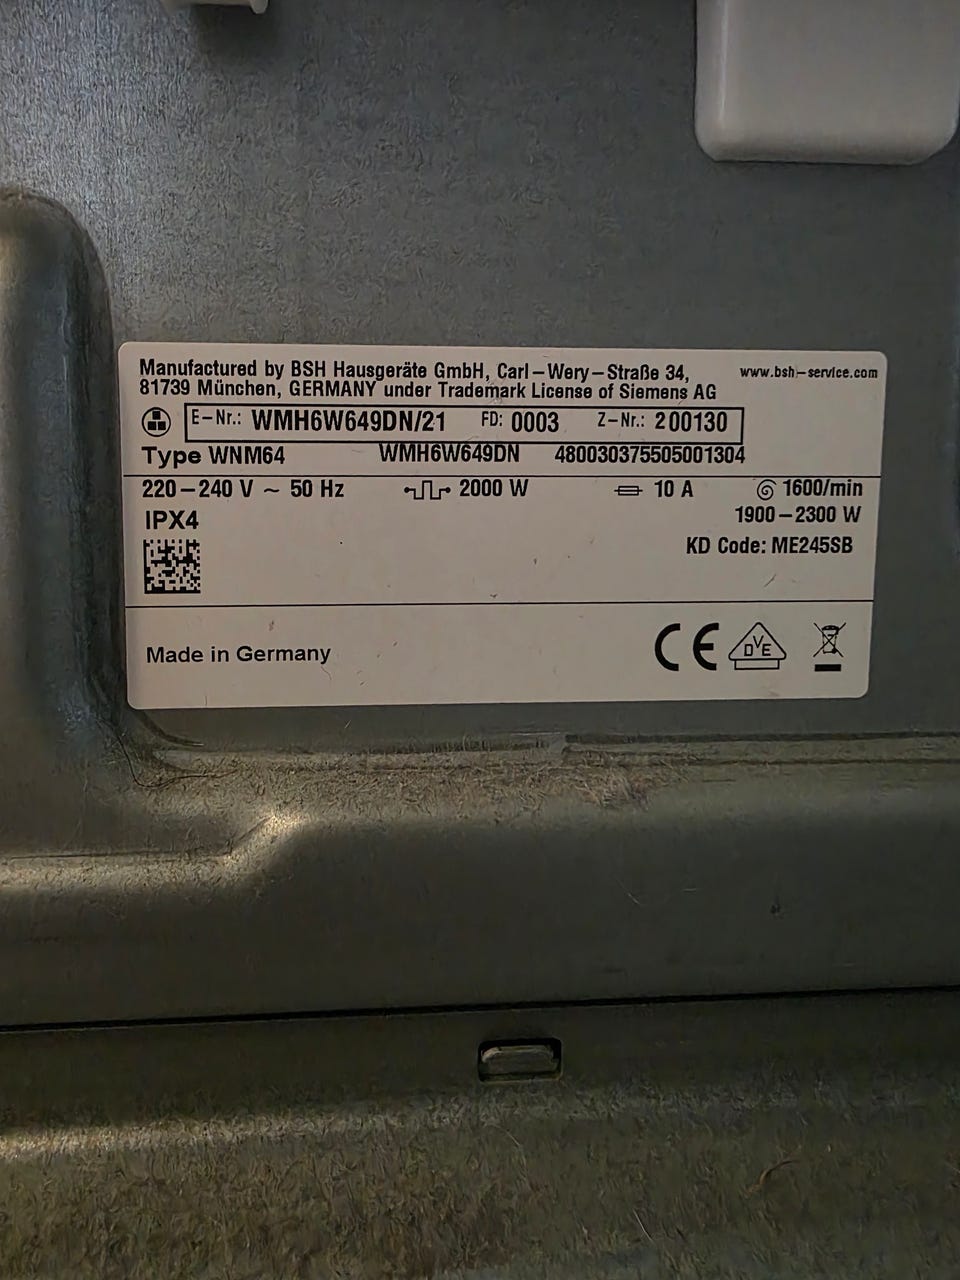 Manufactured by BSH Hausgeräte GmbH, Carl-Wery-Straße 34,
81739 München, GERMANY under Trademark License of Siemens AG
www.bsh-service.com
E-Nr.: WMH6W649DN/21 FD: 0003 Z-Nr.: 200130
Type WNM64 WMH6W649DN 480030375505001304
220-240 V ~ 50 Hz 2000 W 10 A 1600/min
IPX4 1900-2300 W
KD Code: ME245SB
Made in Germany CE VDE